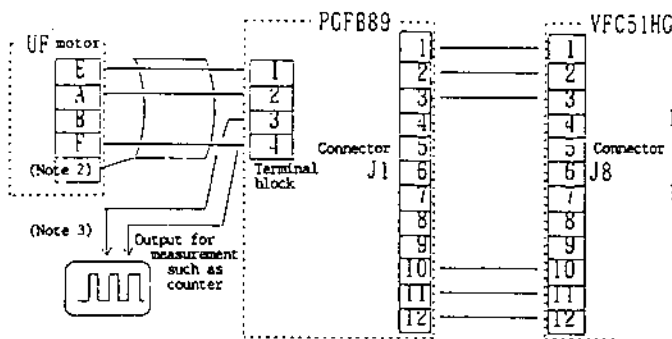 PGFB89
VFC51HG
UF motor
E
A
B
F
(Note 2)
1
2
3
4
Terminal
block
(Note 3)
Output for
measurement
such as
counter
Connector
J1
1
2
3
4
5
6
7
8
9
10
11
12
1
2
3
4
5
6
7
8
9
10
11
12
Connector
J8